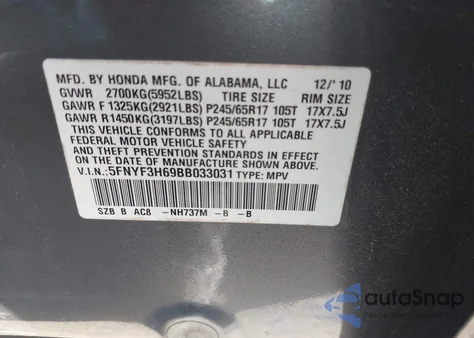 MFD. BY HONDA MFG. OF ALABAMA, LLC 12/'10
GVWR 2700KG(5952LBS) TIRE SIZE RIM SIZE
GAWR F 1325KG(2921LBS) P245/65R17 105T 17X7.5J
GAWR R1450KG(3197LBS) P245/65R17 105T 17X7.5J
THIS VEHICLE CONFORMS TO ALL APPLICABLE
FEDERAL MOTOR VEHICLE SAFETY
AND THEFT PREVENTION STANDARDS IN EFFECT
ON THE DATE OF MANUFACTURE SHOWN ABOVE.
V.I.N.:5FNYF3H69BB033031 TYPE: MPV
SZB B AC8 -NH737M -B -B
autoSnap